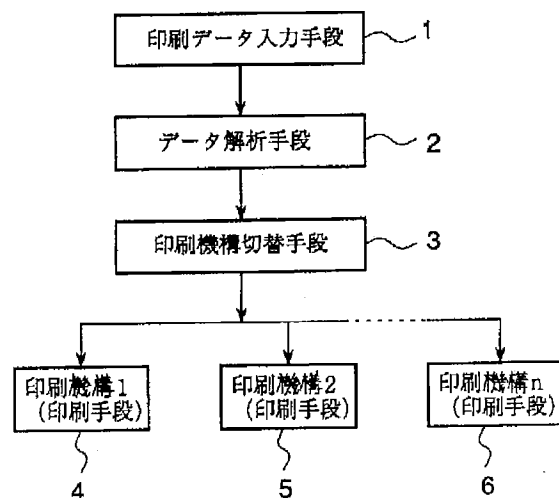 印刷データ入力手段
1
データ解析手段
2
印刷機構切替手段
3
印刷機構1
(印刷手段)
印刷機構2
(印刷手段)
印刷機構n
(印刷手段)
4
5
6